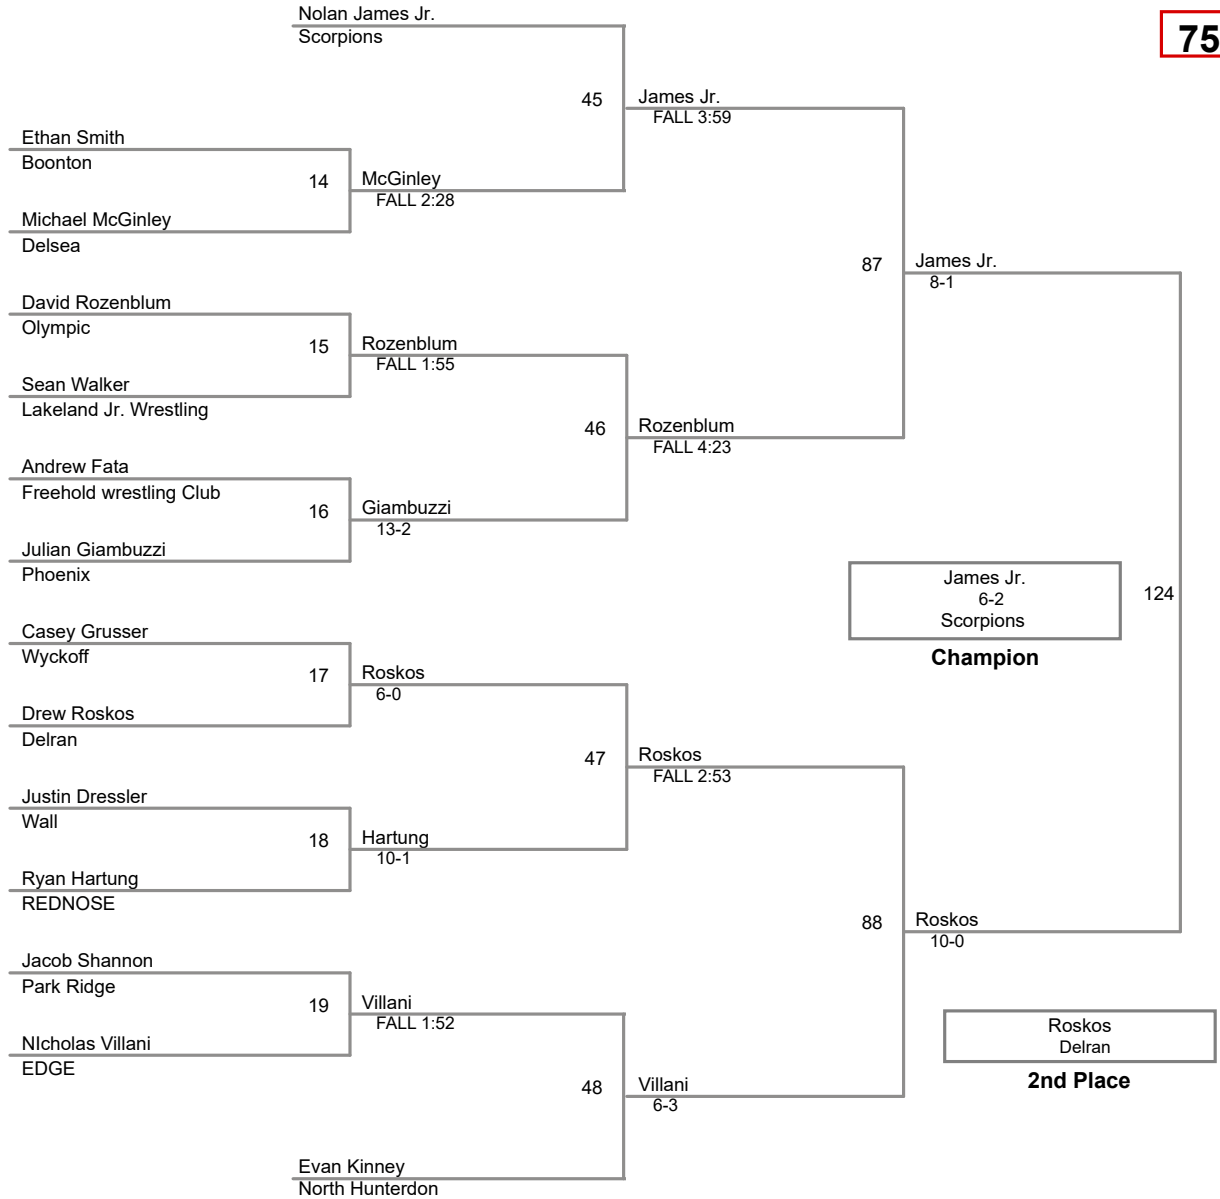 Nolan James Jr.
Scorpions
75
45
James Jr.
FALL 3:59
Ethan Smith
Boonton
14
McGinley
FALL 2:28
Michael McGinley
Delsea
87
James Jr.
8-1
David Rozenblum
Olympic
15
Rozenblum
FALL 1:55
Sean Walker
Lakeland Jr. Wrestling
46
Rozenblum
FALL 4:23
Andrew Fata
Freehold wrestling Club
16
Giambuzzi
13-2
Julian Giambuzzi
Phoenix
James Jr.
6-2
Scorpions
124
Champion
Casey Grusser
Wyckoff
17
Roskos
6-0
Drew Roskos
Delran
47
Roskos
FALL 2:53
Justin Dressler
Wall
18
Hartung
10-1
Ryan Hartung
REDNOSE
88
Roskos
10-0
Jacob Shannon
Park Ridge
19
Villani
FALL 1:52
NIcholas Villani
EDGE
Roskos
Delran
2nd Place
48
Villani
6-3
Evan Kinney
North Hunterdon